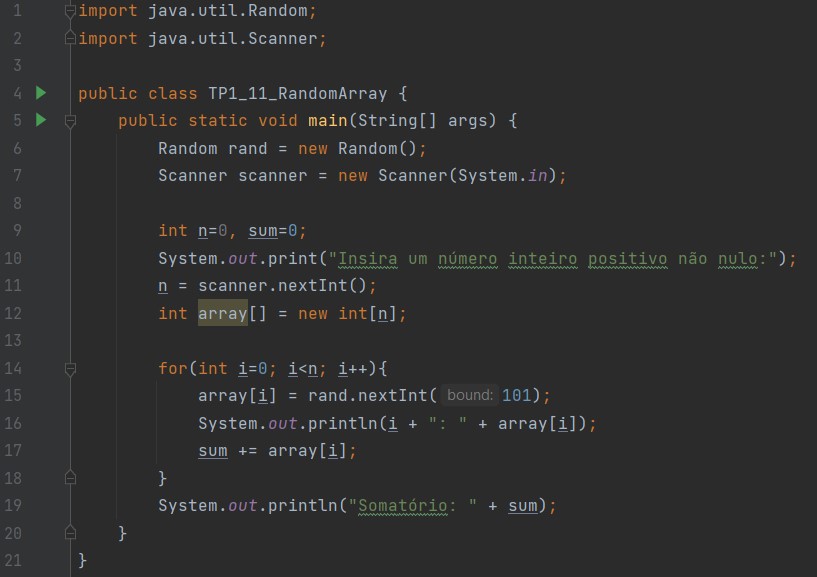 1 import java.util.Random;
2 import java.util.Scanner;
3
4 public class TP1_11_RandomArray {
5     public static void main(String[] args) {
6         Random rand = new Random();
7         Scanner scanner = new Scanner(System.in);
8
9         int n=0, sum=0;
10         System.out.print("Insira um número inteiro positivo não nulo:");
11         n = scanner.nextInt();
12         int array[] = new int[n];
13
14         for(int i=0; i<n; i++){
15             array[i] = rand.nextInt( bound: 101);
16             System.out.println(i + ": " + array[i]);
17             sum += array[i];
18         }
19         System.out.println("Somatório: " + sum);
20     }
21 }